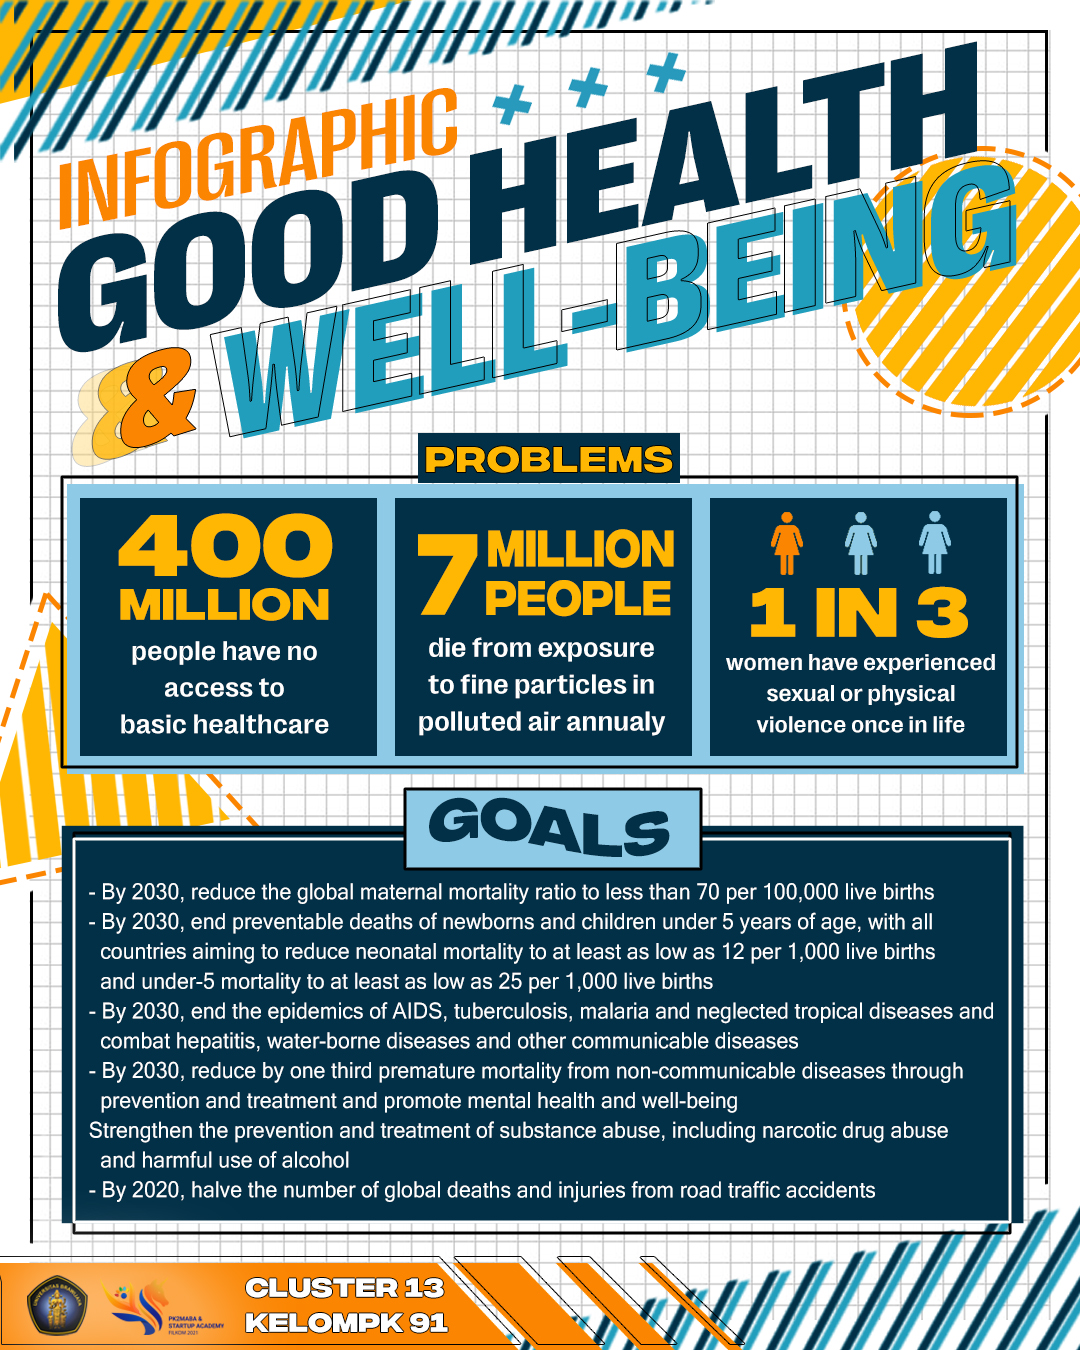 INFOGRAPHIC
GOOD HEALTH
& WELL-BEING
PROBLEMS
400
MILLION
people have no
access to
basic healthcare
7 MILLION
PEOPLE
die from exposure
to fine particles in
polluted air annualy
1 IN 3
women have experienced
sexual or physical
violence once in life
GOALS
- By 2030, reduce the global maternal mortality ratio to less than 70 per 100,000 live births
- By 2030, end preventable deaths of newborns and children under 5 years of age, with all
countries aiming to reduce neonatal mortality to at least as low as 12 per 1,000 live births
and under-5 mortality to at least as low as 25 per 1,000 live births
- By 2030, end the epidemics of AIDS, tuberculosis, malaria and neglected tropical diseases and
combat hepatitis, water-borne diseases and other communicable diseases
- By 2030, reduce by one third premature mortality from non-communicable diseases through
prevention and treatment and promote mental health and well-being
Strengthen the prevention and treatment of substance abuse, including narcotic drug abuse
and harmful use of alcohol
- By 2020, halve the number of global deaths and injuries from road traffic accidents
UNIVERSITAS BRAWIJAYA
PK2MABA &
STARTUP ACADEMY
FILKOM 2021
CLUSTER 13
KELOMPK 91